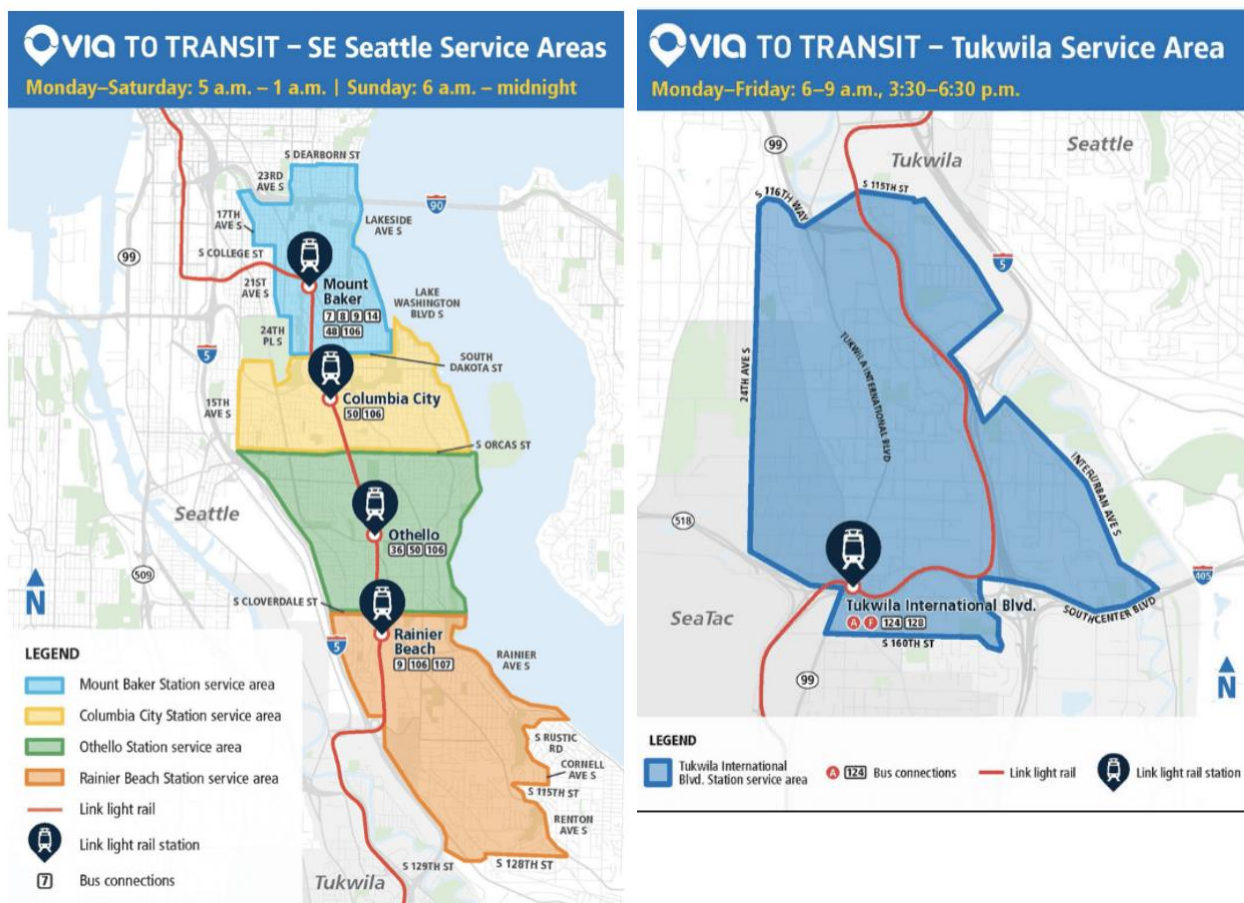 VIA TO TRANSIT – SE Seattle Service Areas
Monday–Saturday: 5 a.m. – 1 a.m. | Sunday: 6 a.m. – midnight
S DEARBORN ST
23RD
AVE S
90
17TH
AVE S
LAKESIDE
AVE S
99
S COLLEGE ST
21ST
AVE S
Mount
Baker
7 8 9 14
48 106
LAKE
WASHINGTON
BLVD S
24TH
PL S
5
SOUTH
DAKOTA ST
15TH
AVE S
Columbia City
50 106
S ORCAS ST
Seattle
Othello
36 50 106
509
N
S CLOVERDALE ST
5
Rainier
Beach
9 106 107
RAINIER
AVE S
S RUSTIC
RD
CORNELL
AVE S
S 115TH ST
RENTON
AVE S
S 129TH ST
S 128TH ST
Tukwila
LEGEND
Mount Baker Station service area
Columbia City Station service area
Othello Station service area
Rainier Beach Station service area
Link light rail
Link light rail station
7 Bus connections
VIA TO TRANSIT – Tukwila Service Area
Monday–Friday: 6–9 a.m., 3:30–6:30 p.m.
99
Tukwila
Seattle
S 116TH WAY
S 115TH ST
5
24TH AVE S
TUKWILA INTERNATIONAL BLVD
INTERURBAN AVE S
518
405
SOUTHCENTER BLVD
Tukwila International Blvd.
A F 124 128
SeaTac
S 160TH ST
99
N
LEGEND
Tukwila International
Blvd. Station service area
A 124 Bus connections
Link light rail
Link light rail station